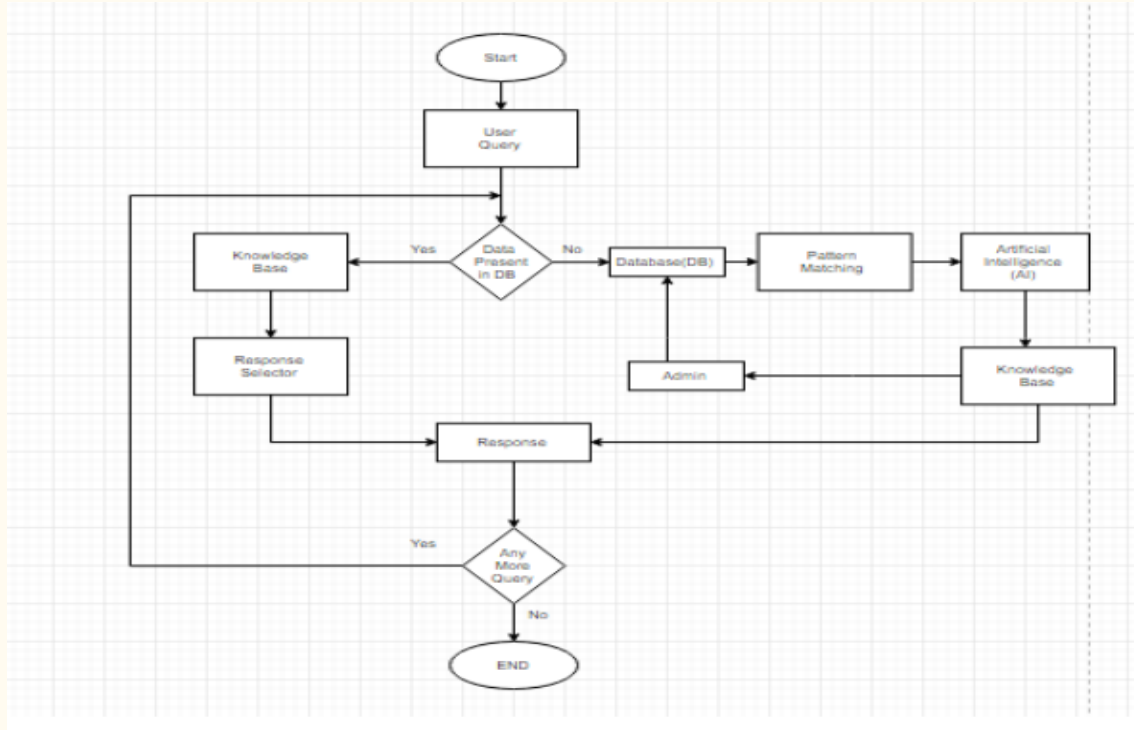 Start
User
Query
Yes
Data
Present
in DB
No
Knowledge
Base
Database(DB)
Pattern
Matching
Artificial
Intelligence
(AI)
Response
Selector
Admin
Knowledge
Base
Response
Yes
Any
More
Query
No
END